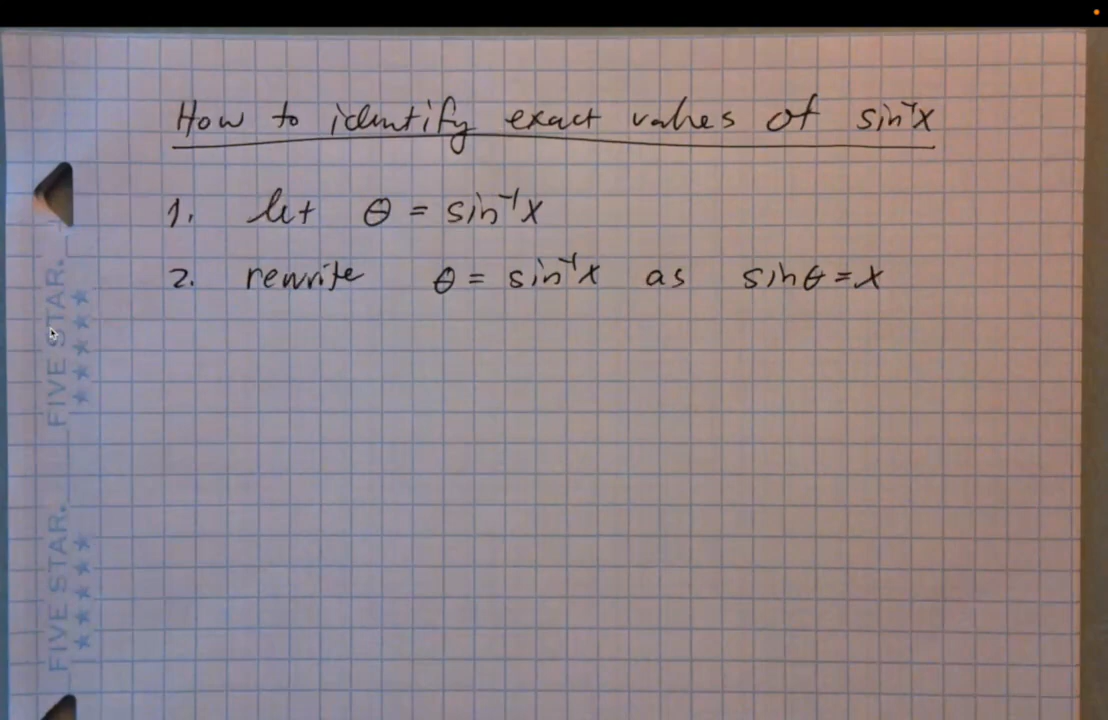 How to identify exact values of sin⁻¹x
1. let θ = sin⁻¹x
2. rewrite θ = sin⁻¹x as sinθ = x
FIVE STAR.
★★★★★
FIVE STAR.
★★★★★